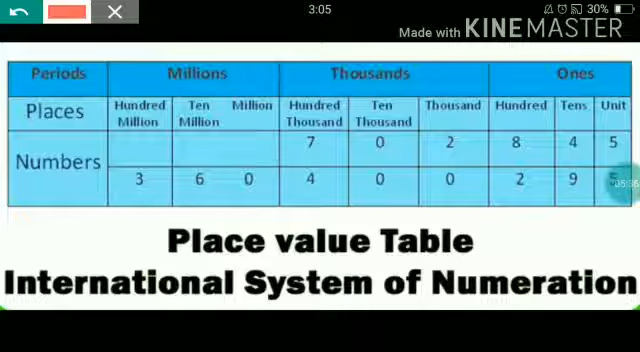 3:05
30%
Made with KINEMASTER
Periods Millions Thousands Ones
Places Hundred Million Ten Million Million Hundred Thousand Ten Thousand Thousand Hundred Tens Unit
Numbers
7 0 2 8 4 5
3 6 0 4 0 0 2 9 5
Place value Table
International System of Numeration